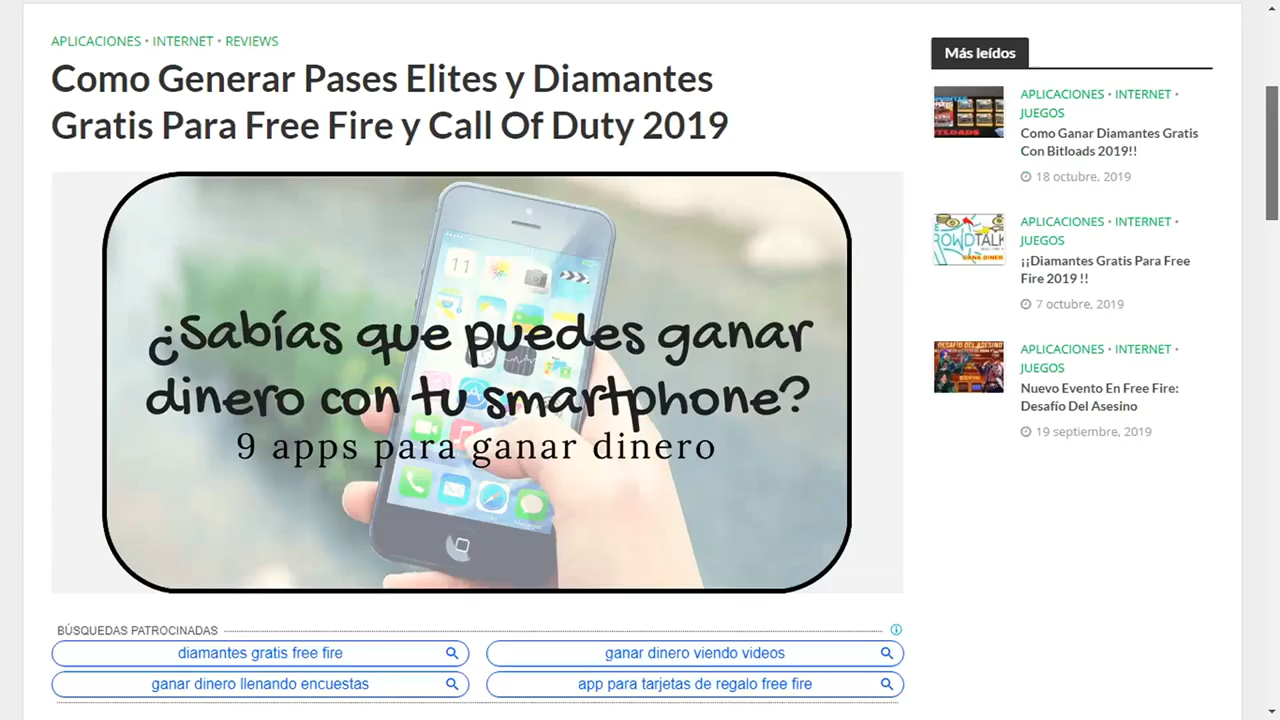 APLICACIONES • INTERNET • REVIEWS
Como Generar Pases Elites y Diamantes
Gratis Para Free Fire y Call Of Duty 2019
11
¿Sabías que puedes ganar
dinero con tu smartphone?
9 apps para ganar dinero
BÚSQUEDAS PATROCINADAS
diamantes gratis free fire
ganar dinero viendo videos
ganar dinero llenando encuestas
app para tarjetas de regalo free fire
Más leídos
APLICACIONES • INTERNET •
JUEGOS
Como Ganar Diamantes Gratis
Con Bitloads 2019!!
18 octubre, 2019
APLICACIONES • INTERNET •
JUEGOS
¡¡Diamantes Gratis Para Free
Fire 2019 !!
7 octubre, 2019
DESAFÍO DEL ASESINO
APLICACIONES • INTERNET •
JUEGOS
Nuevo Evento En Free Fire:
Desafío Del Asesino
19 septiembre, 2019